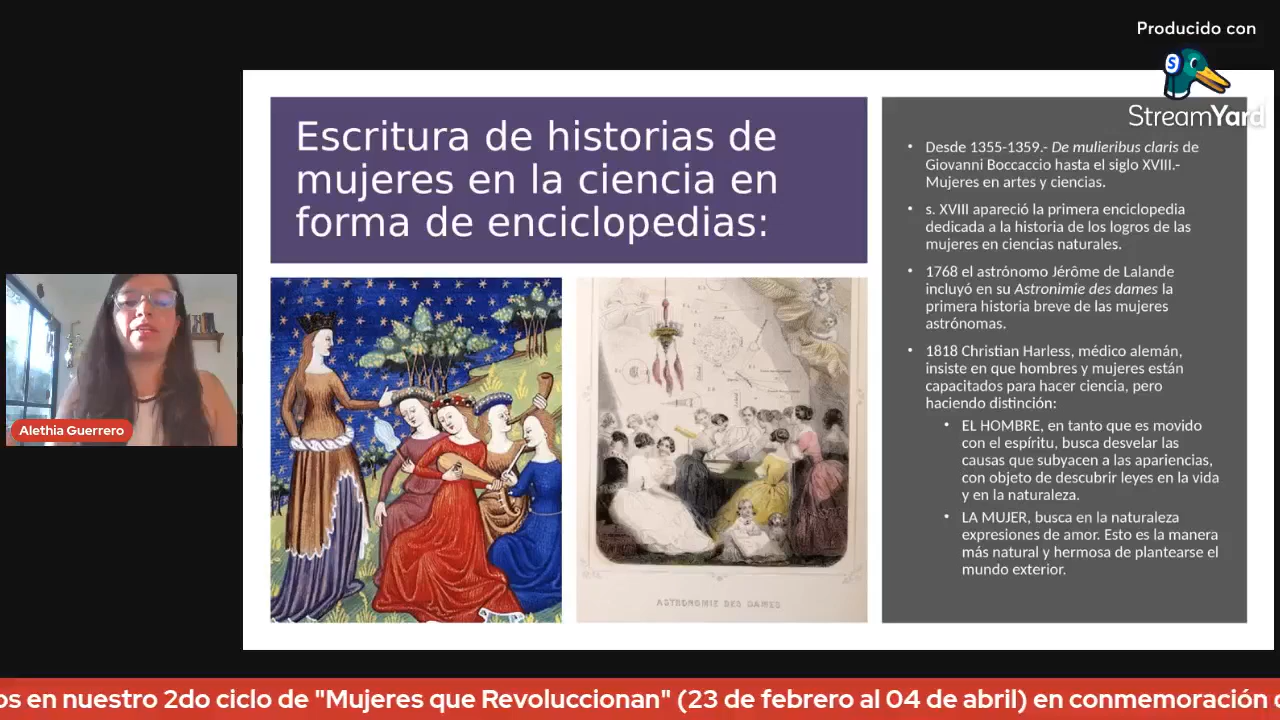 Producido con
StreamYard
Escritura de historias de
mujeres en la ciencia en
forma de enciclopedias:
• Desde 1355-1359.- De mulieribus claris de
Giovanni Boccaccio hasta el siglo XVIII.-
Mujeres en artes y ciencias.
• s. XVIII apareció la primera enciclopedia
dedicada a la historia de los logros de las
mujeres en ciencias naturales.
• 1768 el astrónomo Jérôme de Lalande
incluyó en su Astronimie des dames la
primera historia breve de las mujeres
astrónomas.
• 1818 Christian Harless, médico alemán,
insiste en que hombres y mujeres están
capacitados para hacer ciencia, pero
haciendo distinción:
• EL HOMBRE, en tanto que es movido
con el espíritu, busca desvelar las
causas que subyacen a las apariencias,
con objeto de descubrir leyes en la vida
y en la naturaleza.
• LA MUJER, busca en la naturaleza
expresiones de amor. Esto es la manera
más natural y hermosa de plantearse el
mundo exterior.
ASTRONOMIE DES DAMES
Alethia Guerrero
os en nuestro 2do ciclo de "Mujeres que Revoluccionan" (23 de febrero al 04 de abril) en conmemoración